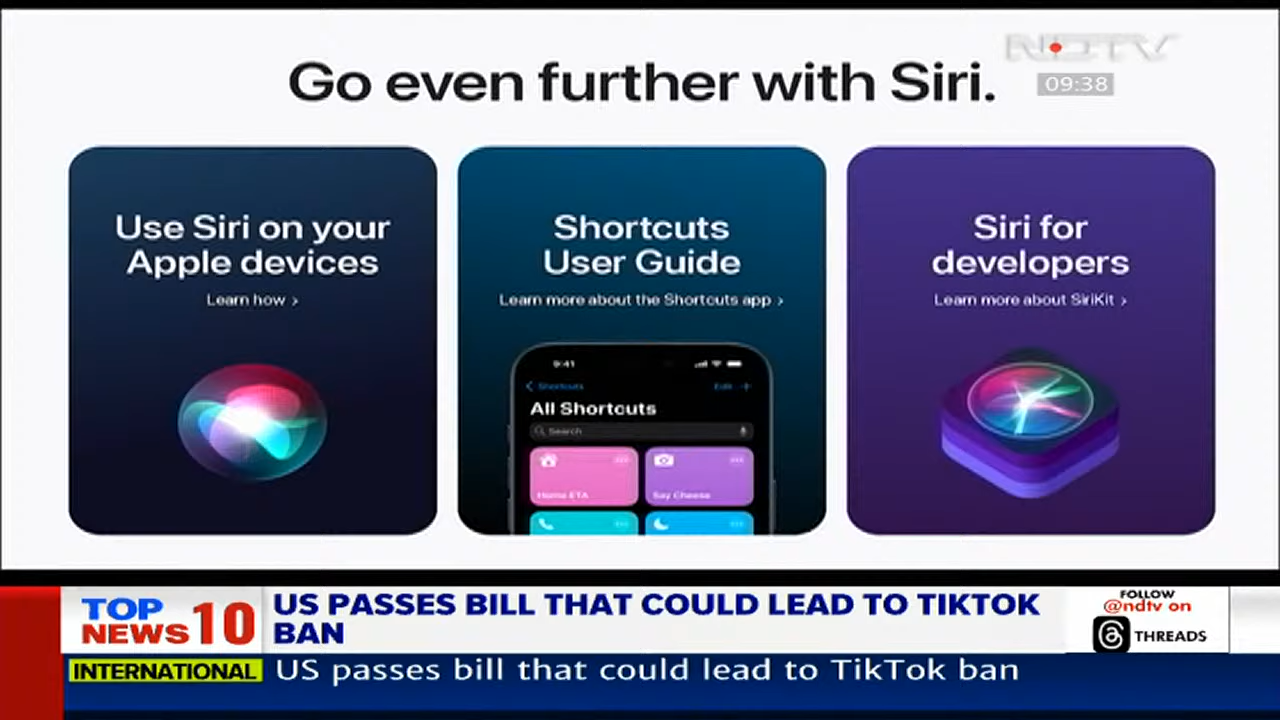 NDTV
09:38
Go even further with Siri.
Use Siri on your
Apple devices
Learn how >
Shortcuts
User Guide
Learn more about the Shortcuts app >
9:41
< Shortcuts
Edit +
All Shortcuts
Search
Home ETA
Say Cheese
Siri for
developers
Learn more about SiriKit >
TOP
NEWS 10
US PASSES BILL THAT COULD LEAD TO TIKTOK
BAN
FOLLOW
@ndtv on
THREADS
INTERNATIONAL
US passes bill that could lead to TikTok ban